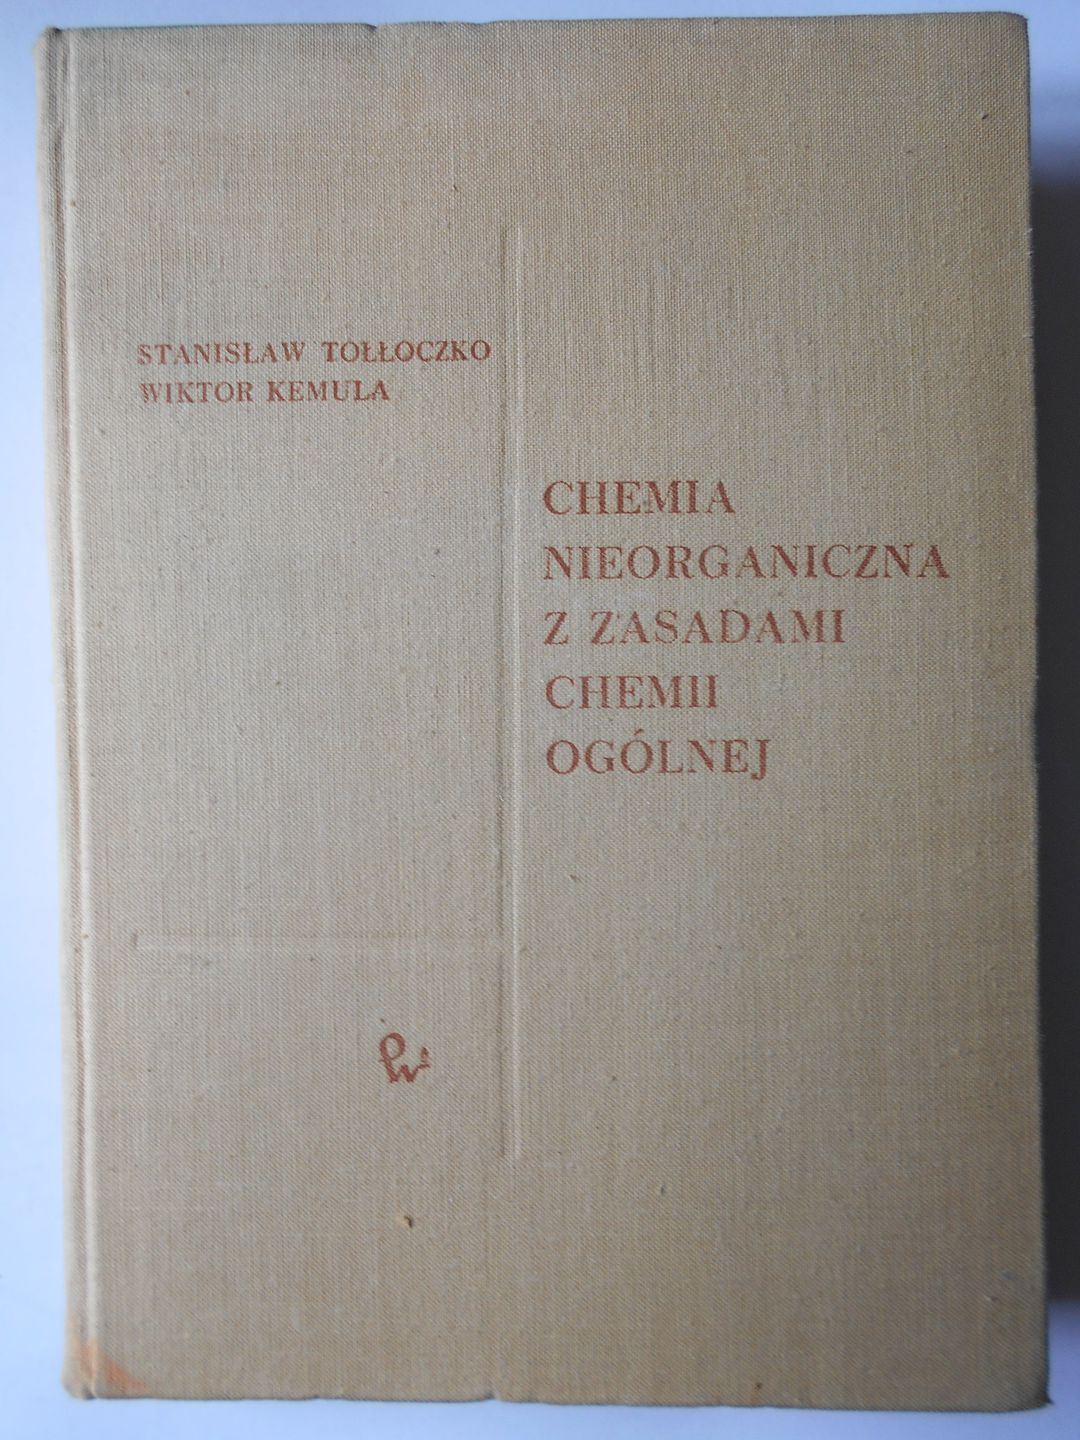 STANISŁAW TOŁŁOCZKO
WIKTOR KEMULA
CHEMIA
NIEORGANICZNA
Z ZASADAMI
CHEMII
OGÓLNEJ